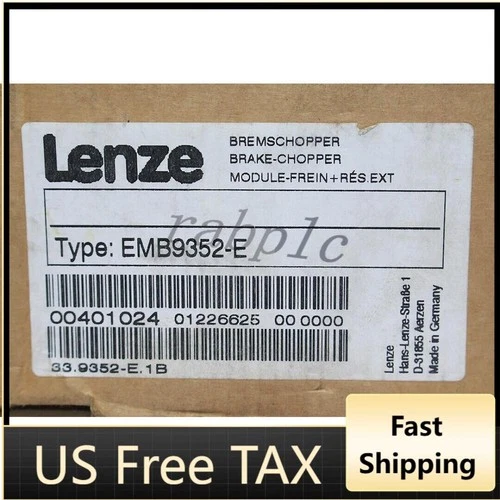 Lenze
BREMSCHOPPER
BRAKE-CHOPPER
MODULE-FREIN+RÉS.EXT
rabplc
Type: EMB9352-E
00401024 01226625 00 0000
33.9352-E.1B
Lenze
Hans-Lenze-Straße 1
D-31855 Aerzen
Made in Germany
US Free TAX
Fast
Shipping